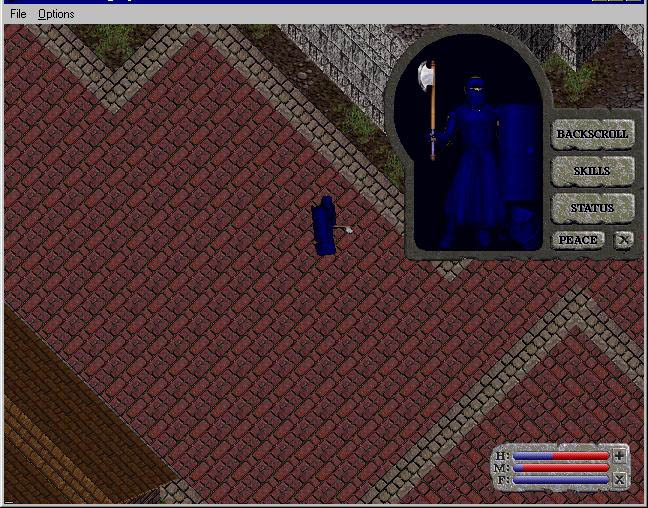 File Options
BACKSCROLL
SKILLS
STATUS
PEACE X
H: +
M:
F: X